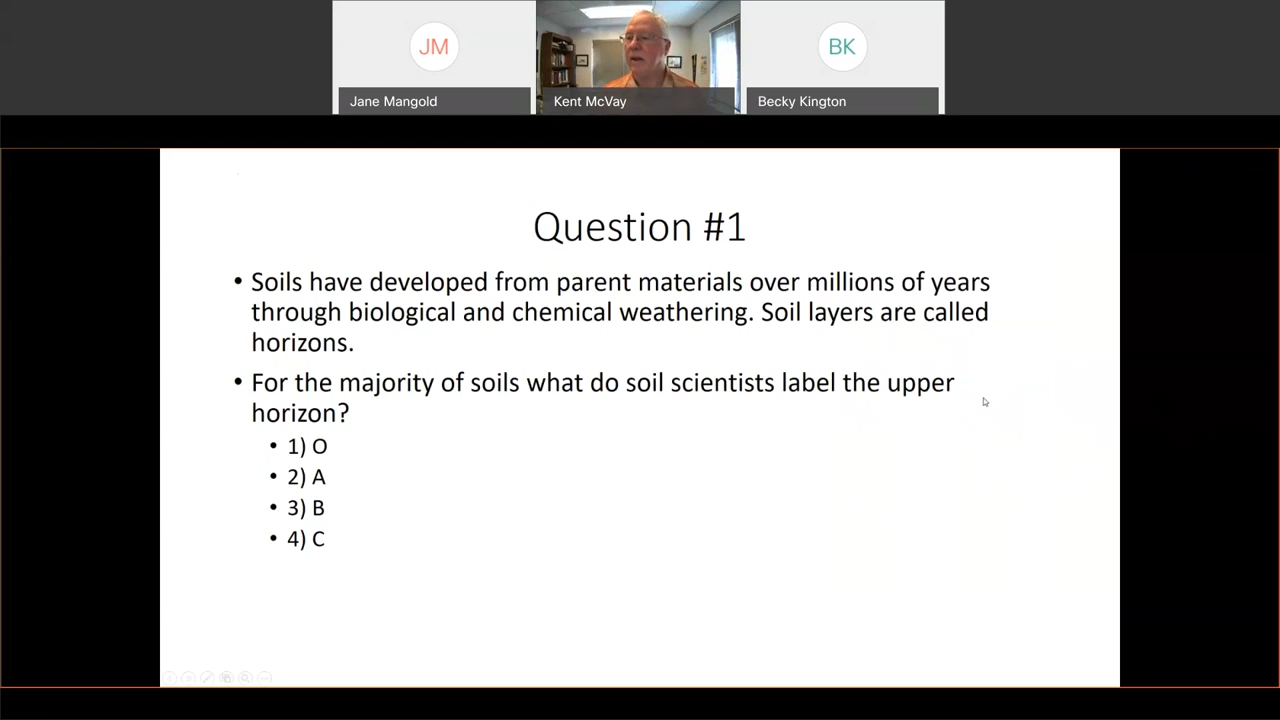 JM
BK
Jane Mangold
Kent McVay
Becky Kington
Question #1
• Soils have developed from parent materials over millions of years
through biological and chemical weathering. Soil layers are called
horizons.
• For the majority of soils what do soil scientists label the upper
horizon?
• 1) O
• 2) A
• 3) B
• 4) C